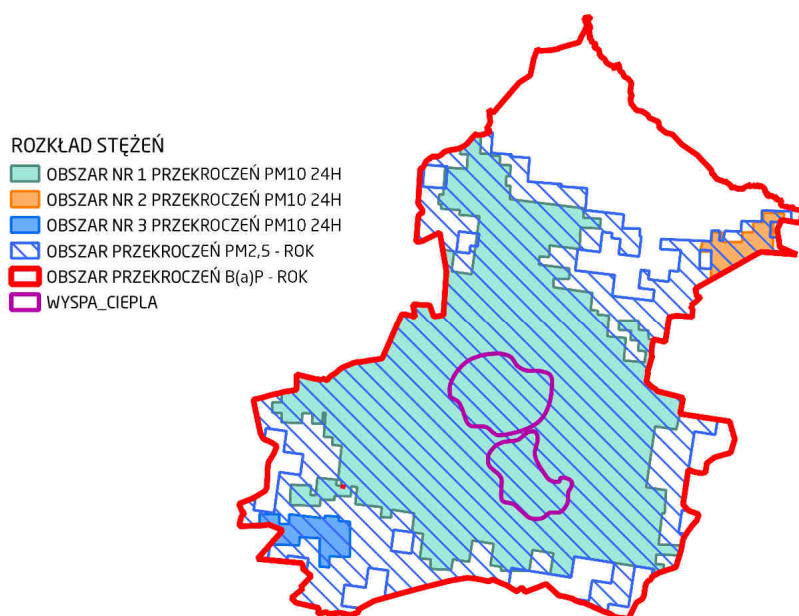 ROZKŁAD STĘŻEŃ
OBSZAR NR 1 PRZEKROCZEŃ PM10 24H
OBSZAR NR 2 PRZEKROCZEŃ PM10 24H
OBSZAR NR 3 PRZEKROCZEŃ PM10 24H
OBSZAR PRZEKROCZEŃ PM2,5 - ROK
OBSZAR PRZEKROCZEŃ B(a)P - ROK
WYSPA_CIEPLA